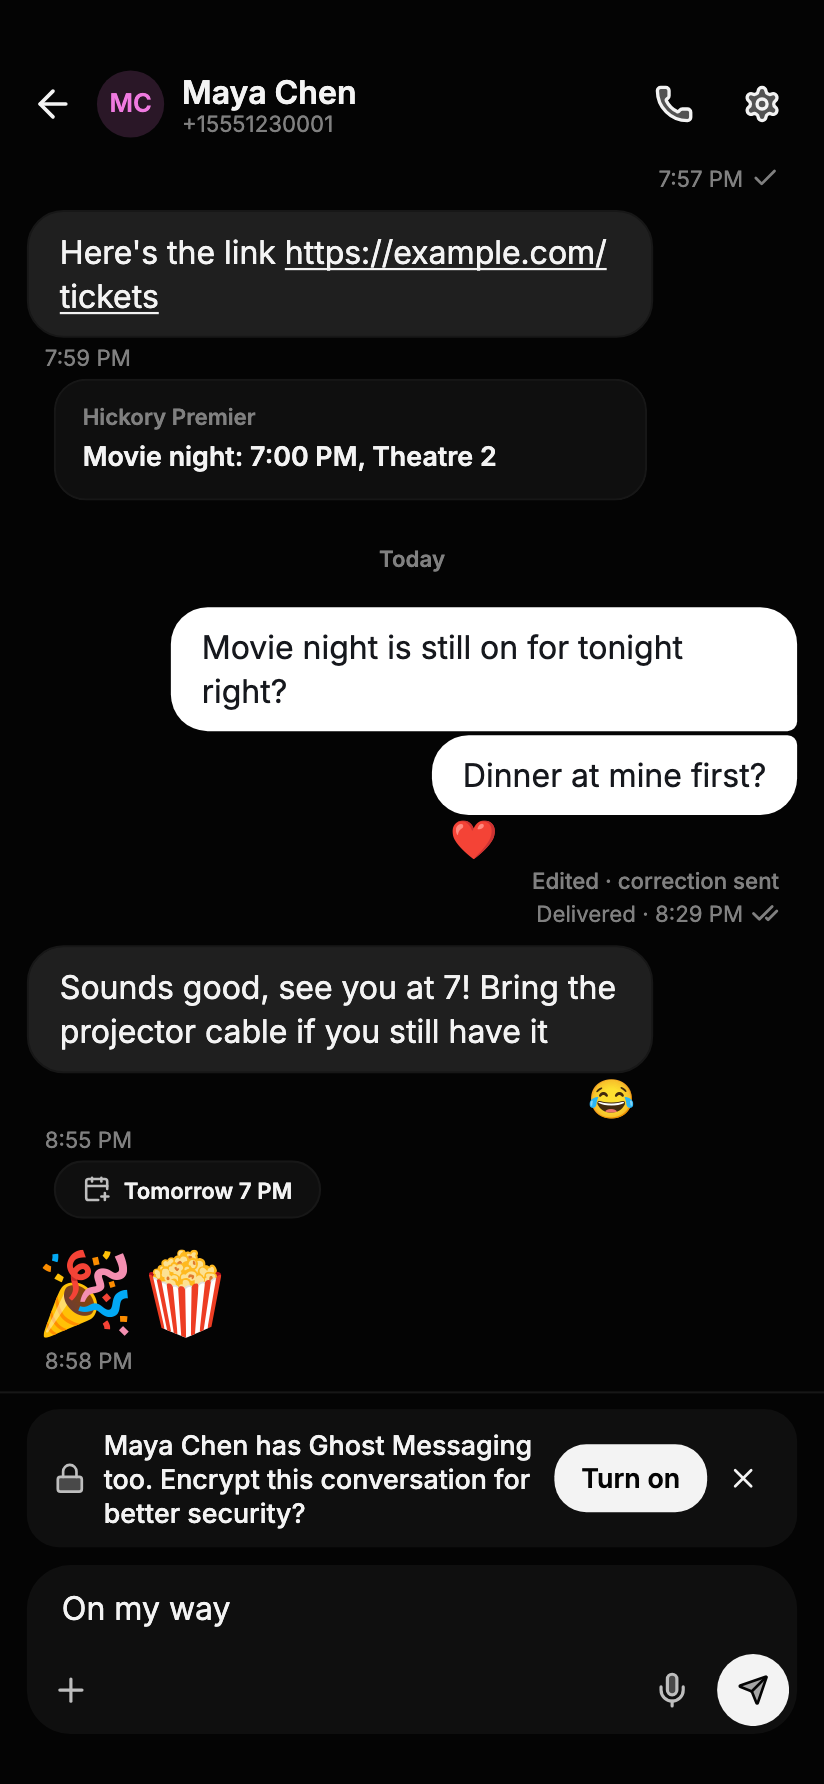 MC
Maya Chen
+15551230001
7:57 PM
Here's the link https://example.com/
tickets
7:59 PM
Hickory Premier
Movie night: 7:00 PM, Theatre 2
Today
Movie night is still on for tonight
right?
Dinner at mine first?
Edited · correction sent
Delivered · 8:29 PM
Sounds good, see you at 7! Bring the
projector cable if you still have it
8:55 PM
Tomorrow 7 PM
8:58 PM
Maya Chen has Ghost Messaging
too. Encrypt this conversation for
better security?
Turn on
On my way